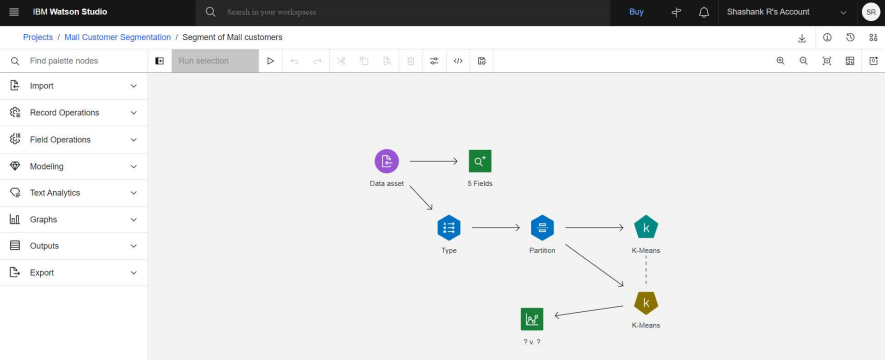 IBM Watson Studio
Search in your workspaces
Buy
Shashank R's Account
SR
Projects / Mall Customer Segmentation / Segment of Mall customers
Find palette nodes
Run selection
Import
Record Operations
Field Operations
Modeling
Text Analytics
Graphs
Outputs
Export
Data asset
5 Fields
Type
Partition
k
K-Means
k
K-Means
? v. ?